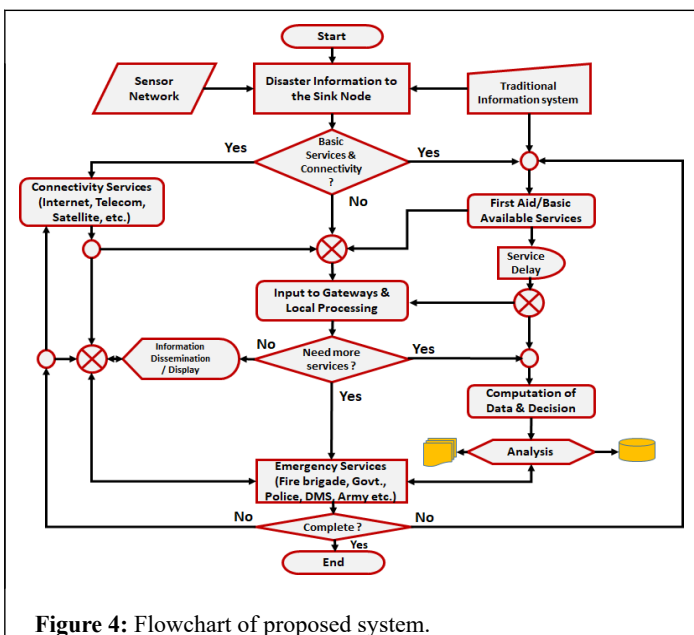 Start
Sensor
Network
Disaster Information to
the Sink Node
Traditional
Information system
Yes
Basic
Services &
Connectivity
?
Yes
Connectivity Services
(Internet, Telecom,
Satellite, etc.)
No
First Aid/Basic
Available Services
Service
Delay
Input to Gateways &
Local Processing
Information
Dissemination
/ Display
No
Need more
services ?
Yes
Yes
Computation of
Data & Decision
Analysis
Emergency Services
(Fire brigade, Govt.,
Police, DMS, Army etc.)
No
Complete ?
No
Yes
End
Figure 4: Flowchart of proposed system.